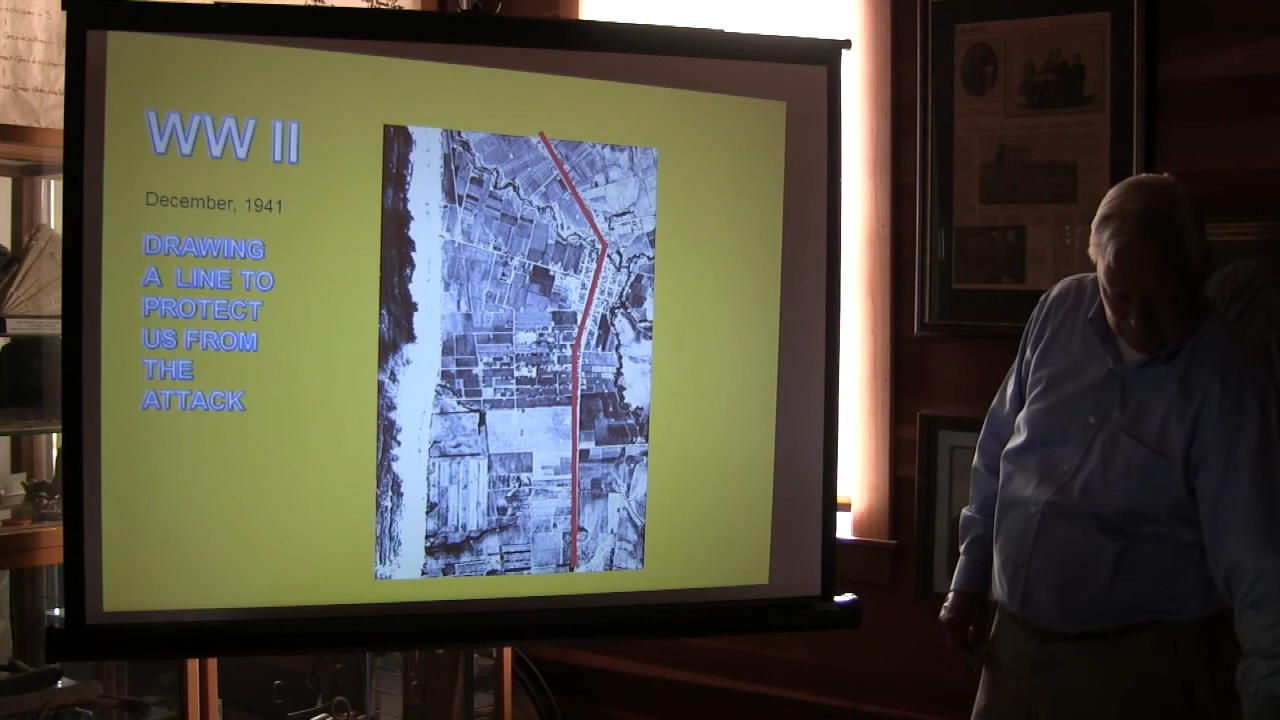 WW II
December, 1941
DRAWING
A LINE TO
PROTECT
US FROM
THE
ATTACK